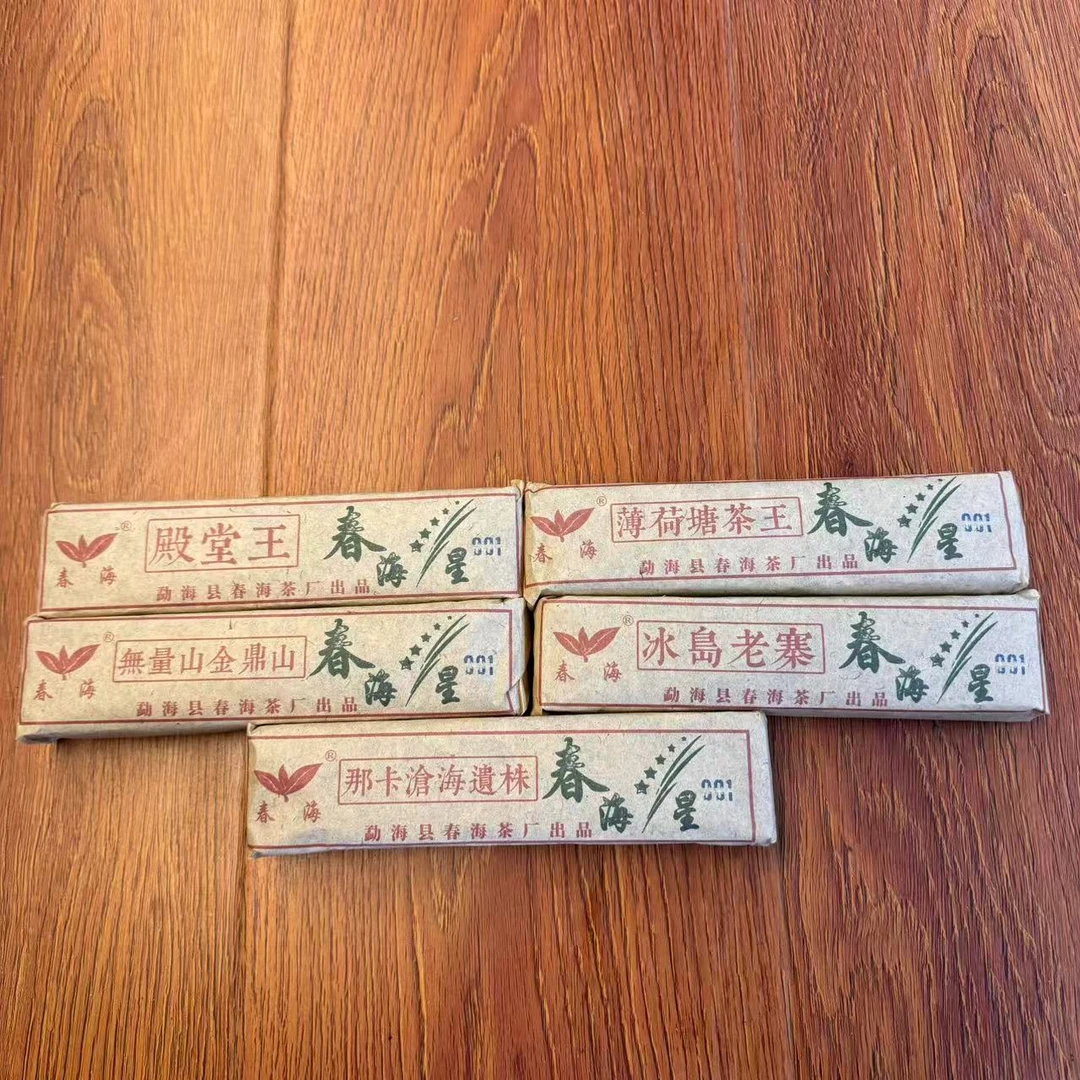 殿堂王
春海星
001
®
春海
勐海县春海茶厂出品
薄荷塘茶王
春海星
001
®
春海
勐海县春海茶厂出品
無量山金鼎山
春海星
001
®
春海
勐海县春海茶厂出品
冰島老寨
春海星
001
®
春海
勐海县春海茶厂出品
那卡滄海遺株
春海星
001
®
春海
勐海县春海茶厂出品